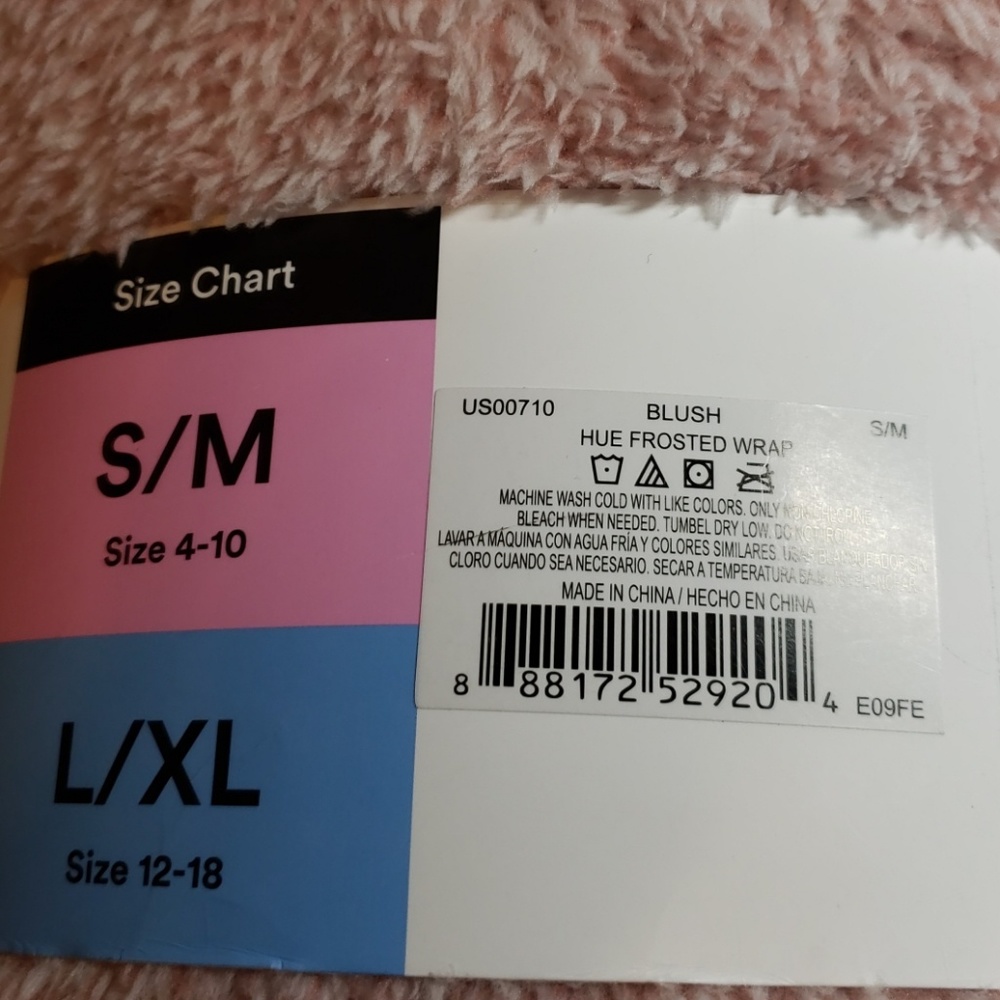 Size Chart
S/M
Size 4-10
L/XL
Size 12-18
US00710 BLUSH S/M
HUE FROSTED WRAP
MACHINE WASH COLD WITH LIKE COLORS. ONLY
BLEACH WHEN NEEDED. TUMBEL DRY LOW. DO NOT
LAVAR A MÁQUINA CON AGUA FRÍA Y COLORES SIMILARES.
CLORO CUANDO SEA NECESARIO. SECAR A TEMPERATURA
MADE IN CHINA / HECHO EN CHINA
8 88172 52920 4 E09FE